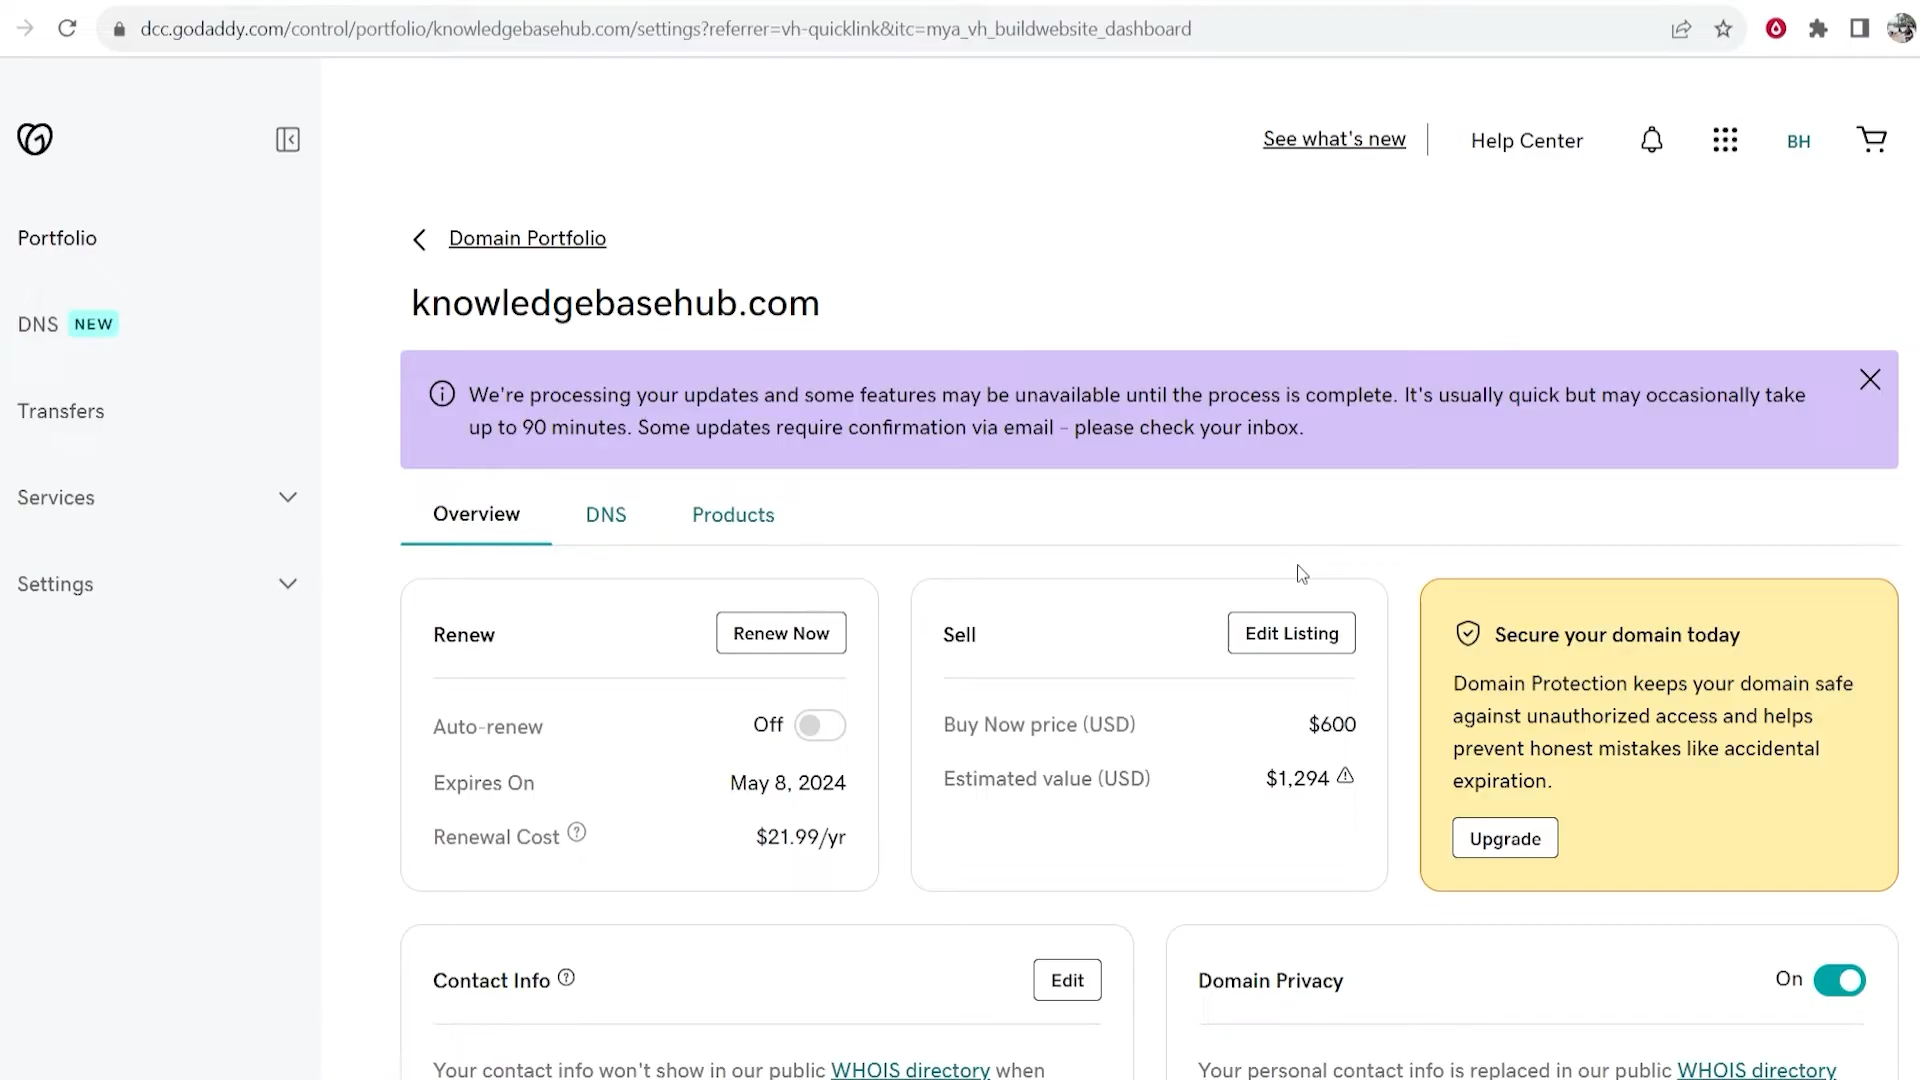 dcc.godaddy.com/control/portfolio/knowledgebasehub.com/settings?referrer=vh-quicklink&itc=mya_vh_buildwebsite_dashboard
See what's new
Help Center
BH
Portfolio
DNS NEW
Transfers
Services
Settings
Domain Portfolio
knowledgebasehub.com
We're processing your updates and some features may be unavailable until the process is complete. It's usually quick but may occasionally take
up to 90 minutes. Some updates require confirmation via email - please check your inbox.
Overview DNS Products
Renew Renew Now
Auto-renew Off
Expires On May 8, 2024
Renewal Cost $21.99/yr
Sell Edit Listing
Buy Now price (USD) $600
Estimated value (USD) $1,294
Secure your domain today
Domain Protection keeps your domain safe
against unauthorized access and helps
prevent honest mistakes like accidental
expiration.
Upgrade
Contact Info Edit
Your contact info won't show in our public WHOIS directory when
Domain Privacy On
Your personal contact info is replaced in our public WHOIS directory